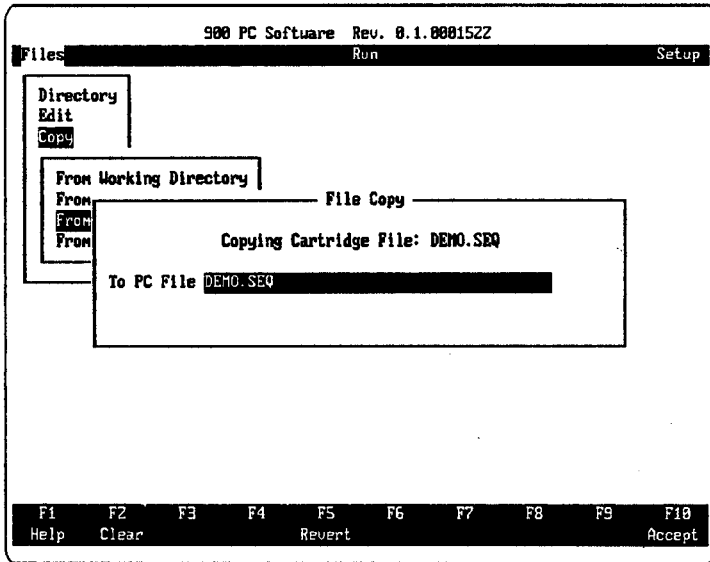 900 PC Software Rev. 0.1.000152Z
Files Run Setup
Directory
Edit
Copy
From Working Directory
From
From
From
File Copy
Copying Cartridge File: DEMO.SEQ
To PC File DEMO.SEQ
F1 F2 F3 F4 F5 F6 F7 F8 F9 F10
Help Clear Revert Accept